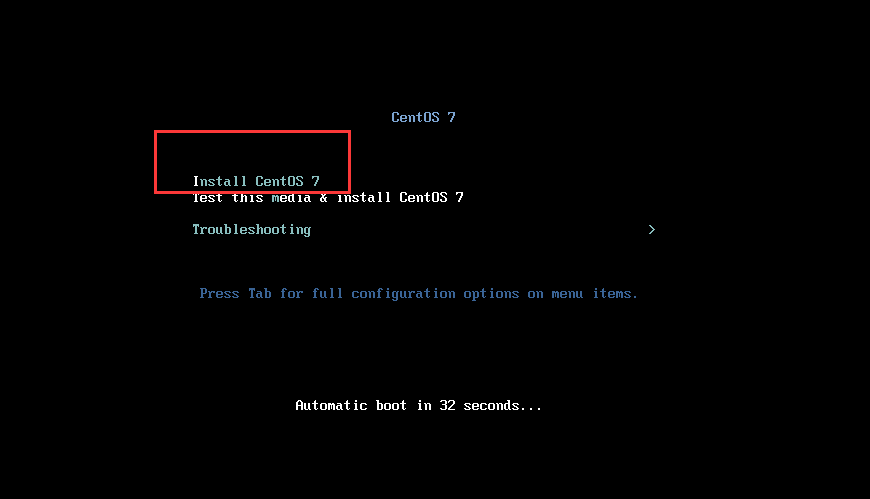 CentOS 7
Install CentOS 7
Test this media & install CentOS 7
Troubleshooting >
Press Tab for full configuration options on menu items.
Automatic boot in 32 seconds...